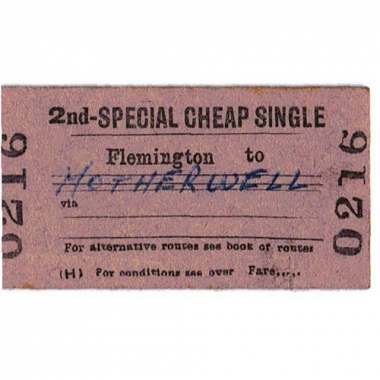 2nd-SPECIAL CHEAP SINGLE
Flemington to
MOTHERWELL
via
For alternative routes see book of routes
(H) For conditions see over Fare.....
0216
0216